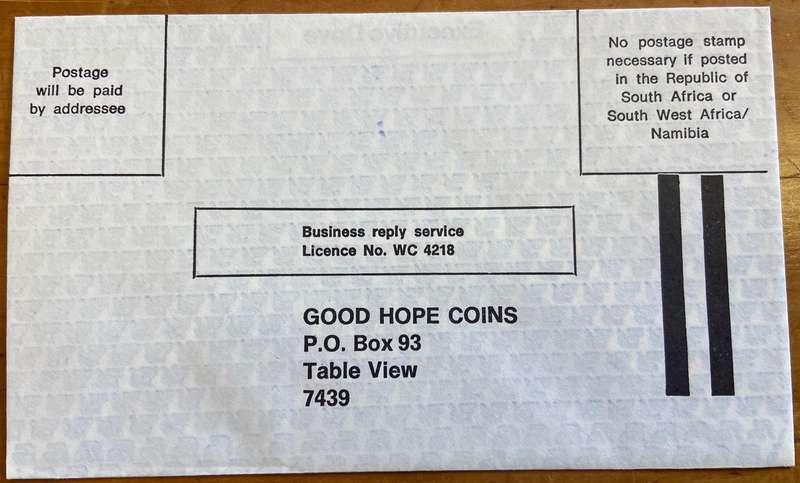 Postage
will be paid
by addressee
No postage stamp
necessary if posted
in the Republic of
South Africa or
South West Africa/
Namibia
Business reply service
Licence No. WC 4218
GOOD HOPE COINS
P.O. Box 93
Table View
7439